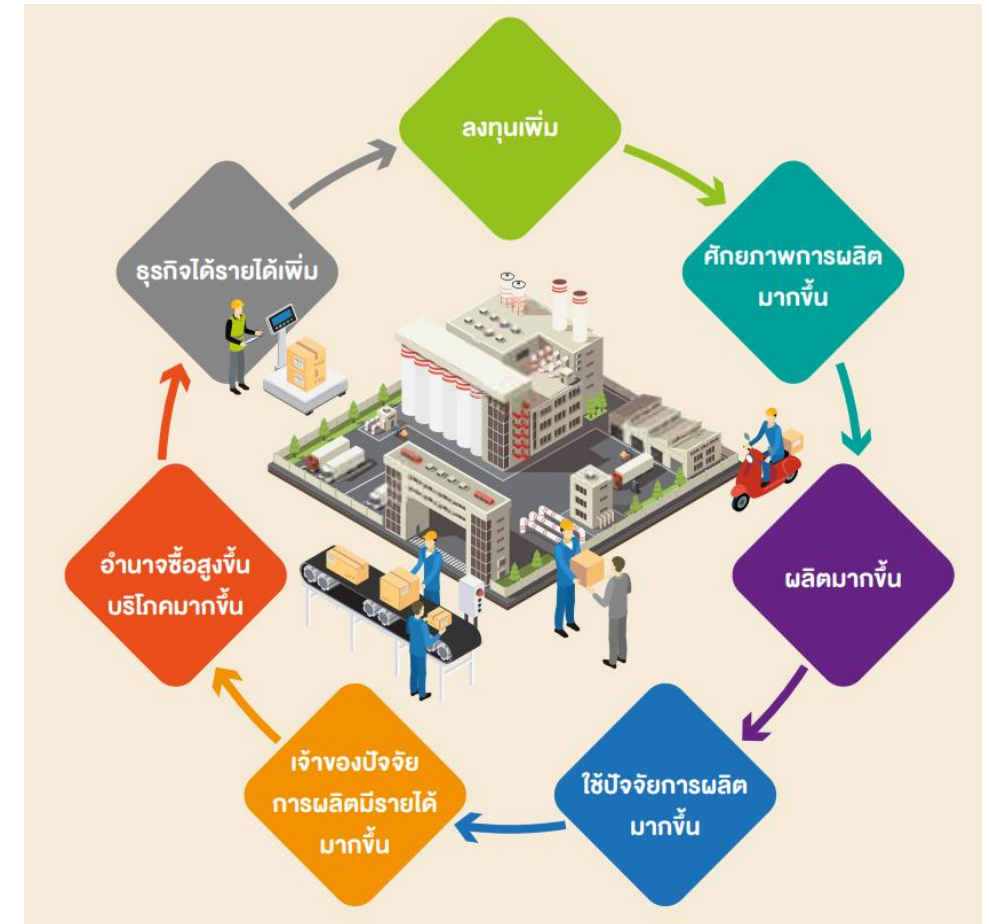 ลงทุนเพิ่ม
ศักยภาพการผลิต
มากขึ้น
ผลิตมากขึ้น
ใช้ปัจจัยการผลิต
มากขึ้น
เจ้าของปัจจัย
การผลิตมีรายได้
มากขึ้น
อำนาจซื้อสูงขึ้น
บริโภคมากขึ้น
ธุรกิจได้รายได้เพิ่ม